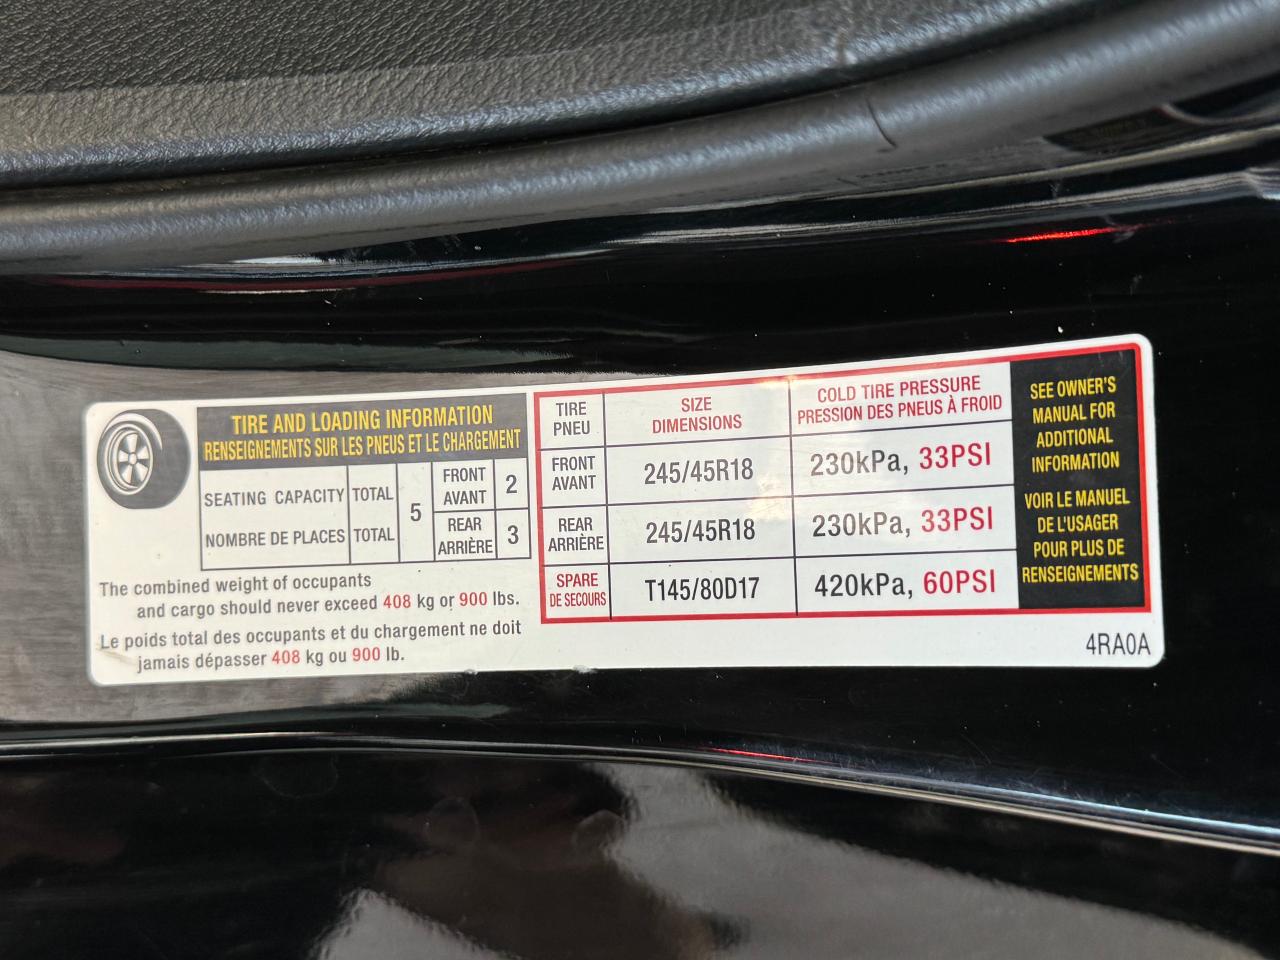 TIRE AND LOADING INFORMATION
RENSEIGNEMENTS SUR LES PNEUS ET LE CHARGEMENT
SEATING CAPACITY TOTAL
NOMBRE DE PLACES TOTAL
5
FRONT
AVANT
2
REAR
ARRIÈRE
3
The combined weight of occupants
and cargo should never exceed 408 kg or 900 lbs.
Le poids total des occupants et du chargement ne doit
jamais dépasser 408 kg ou 900 lb.
TIRE
PNEU
SIZE
DIMENSIONS
COLD TIRE PRESSURE
PRESSION DES PNEUS À FROID
FRONT
AVANT
245/45R18
230kPa, 33PSI
REAR
ARRIÈRE
245/45R18
230kPa, 33PSI
SPARE
DE SECOURS
T145/80D17
420kPa, 60PSI
SEE OWNER'S
MANUAL FOR
ADDITIONAL
INFORMATION
VOIR LE MANUEL
DE L'USAGER
POUR PLUS DE
RENSEIGNEMENTS
4RA0A